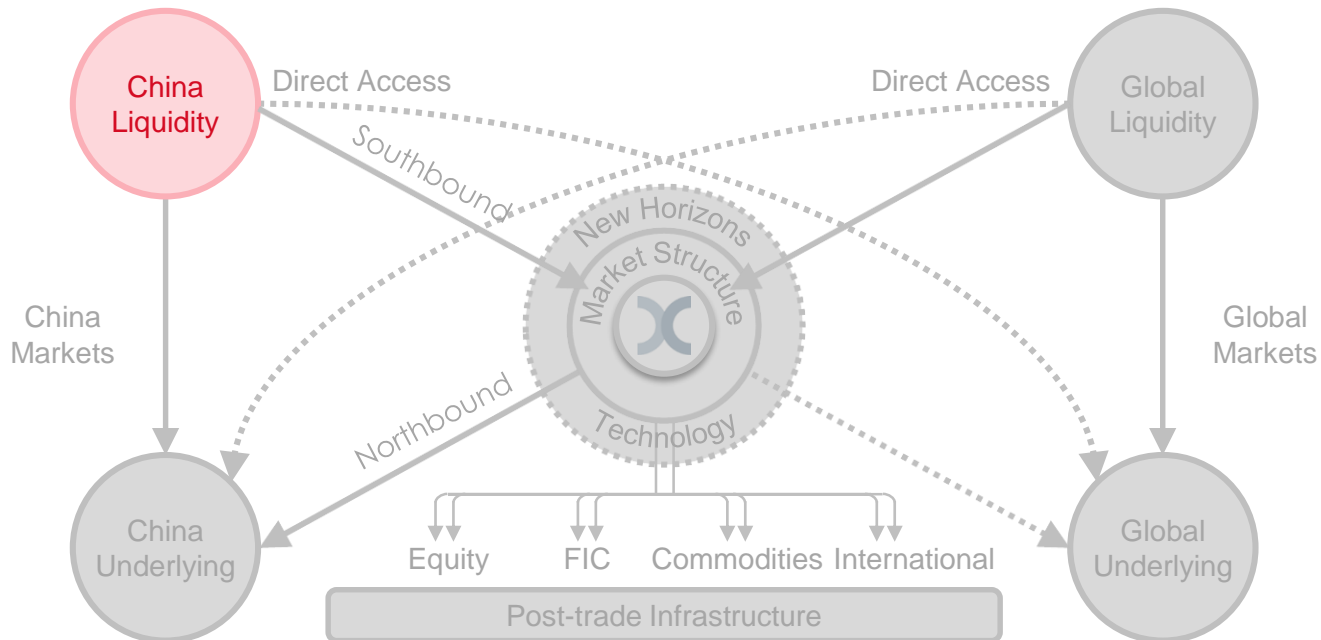 China
Liquidity
Direct Access
Direct Access
Global
Liquidity
Southbound
New Horizons
Market Structure
China
Markets
Global
Markets
Northbound
Technology
China
Underlying
Equity
FIC
Commodities
International
Global
Underlying
Post-trade Infrastructure